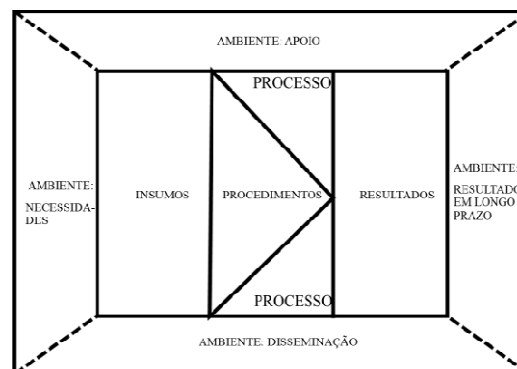 AMBIENTE: APOIO
PROCESSO
AMBIENTE:
NECESSIDA-
DES
INSUMOS
PROCEDIMENTOS
RESULTADOS
AMBIENTE:
RESULTADO
EM LONGO
PRAZO
PROCESSO
AMBIENTE. DISSEMINAÇÃO